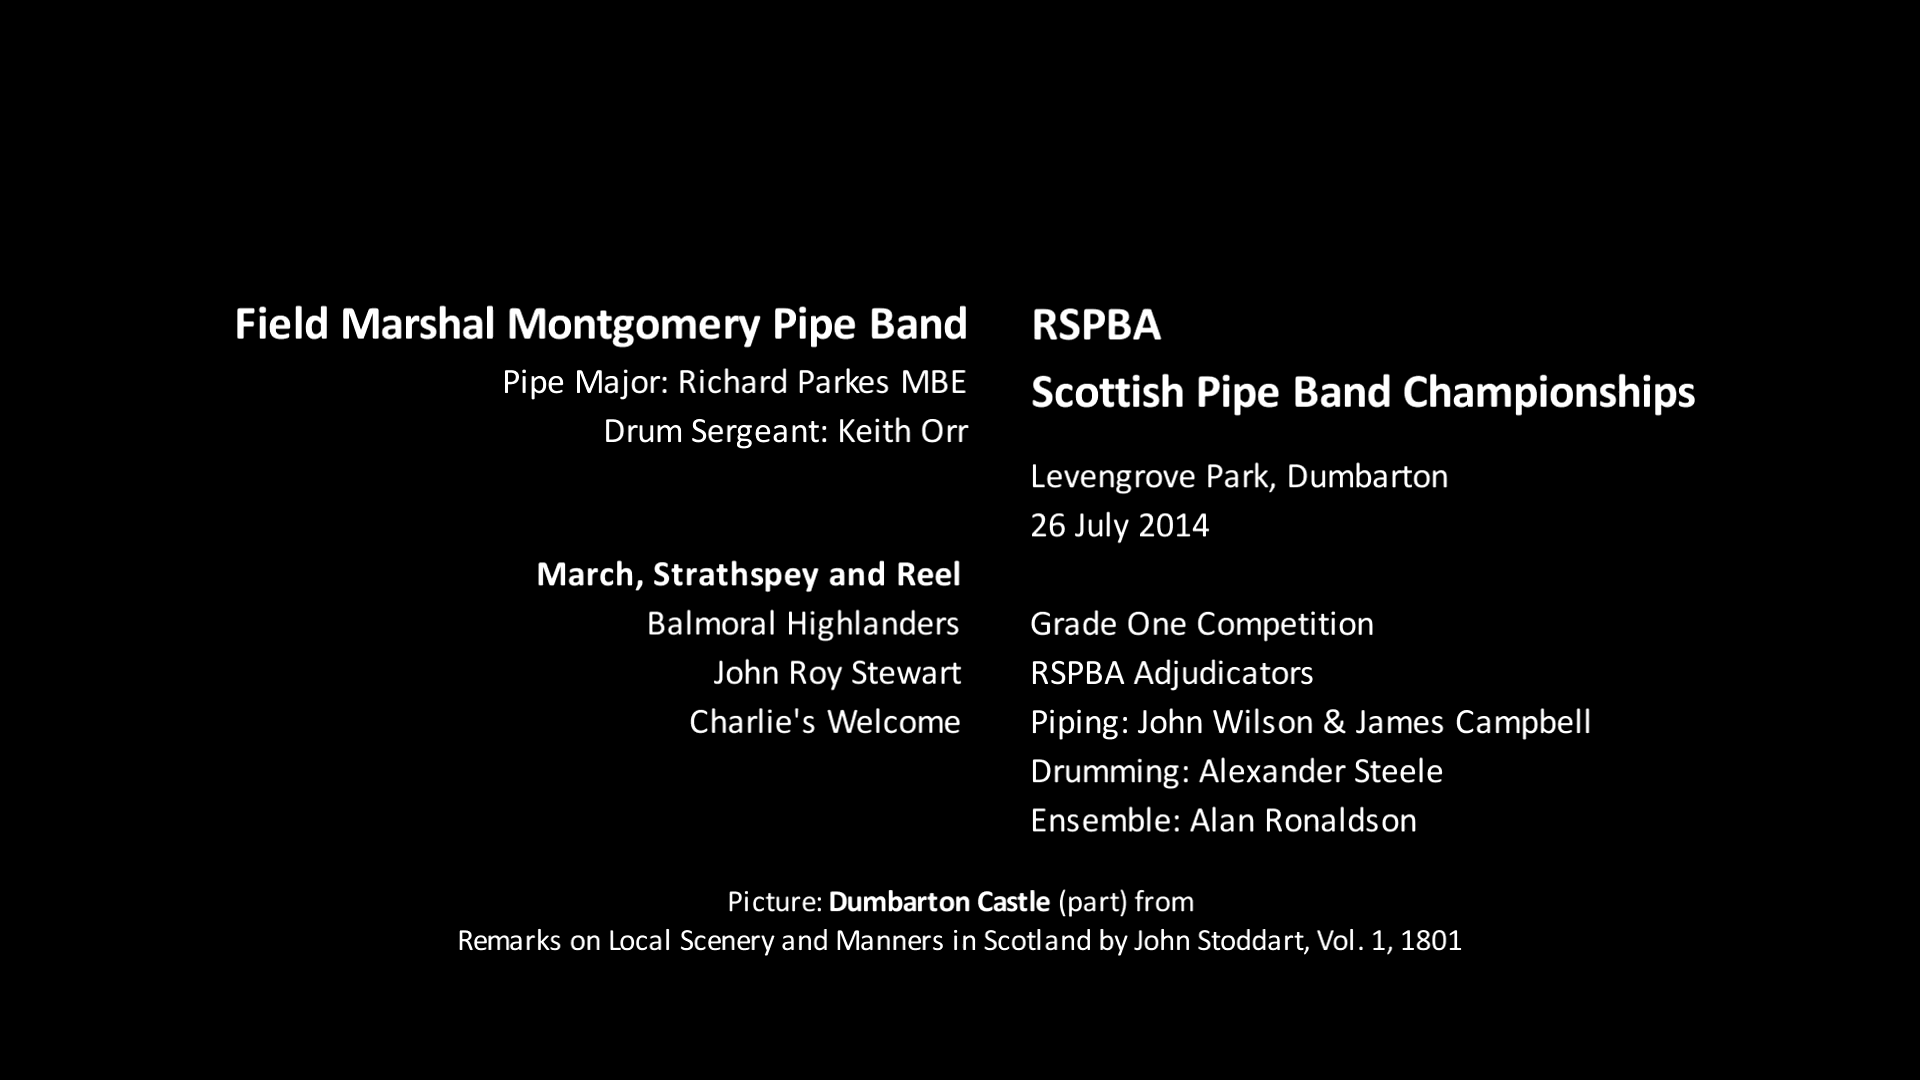 Field Marshal Montgomery Pipe Band
Pipe Major: Richard Parkes MBE
Drum Sergeant: Keith Orr
March, Strathspey and Reel
Balmoral Highlanders
John Roy Stewart
Charlie's Welcome
RSPBA
Scottish Pipe Band Championships
Levengrove Park, Dumbarton
26 July 2014
Grade One Competition
RSPBA Adjudicators
Piping: John Wilson & James Campbell
Drumming: Alexander Steele
Ensemble: Alan Ronaldson
Picture: Dumbarton Castle (part) from
Remarks on Local Scenery and Manners in Scotland by John Stoddart, Vol. 1, 1801